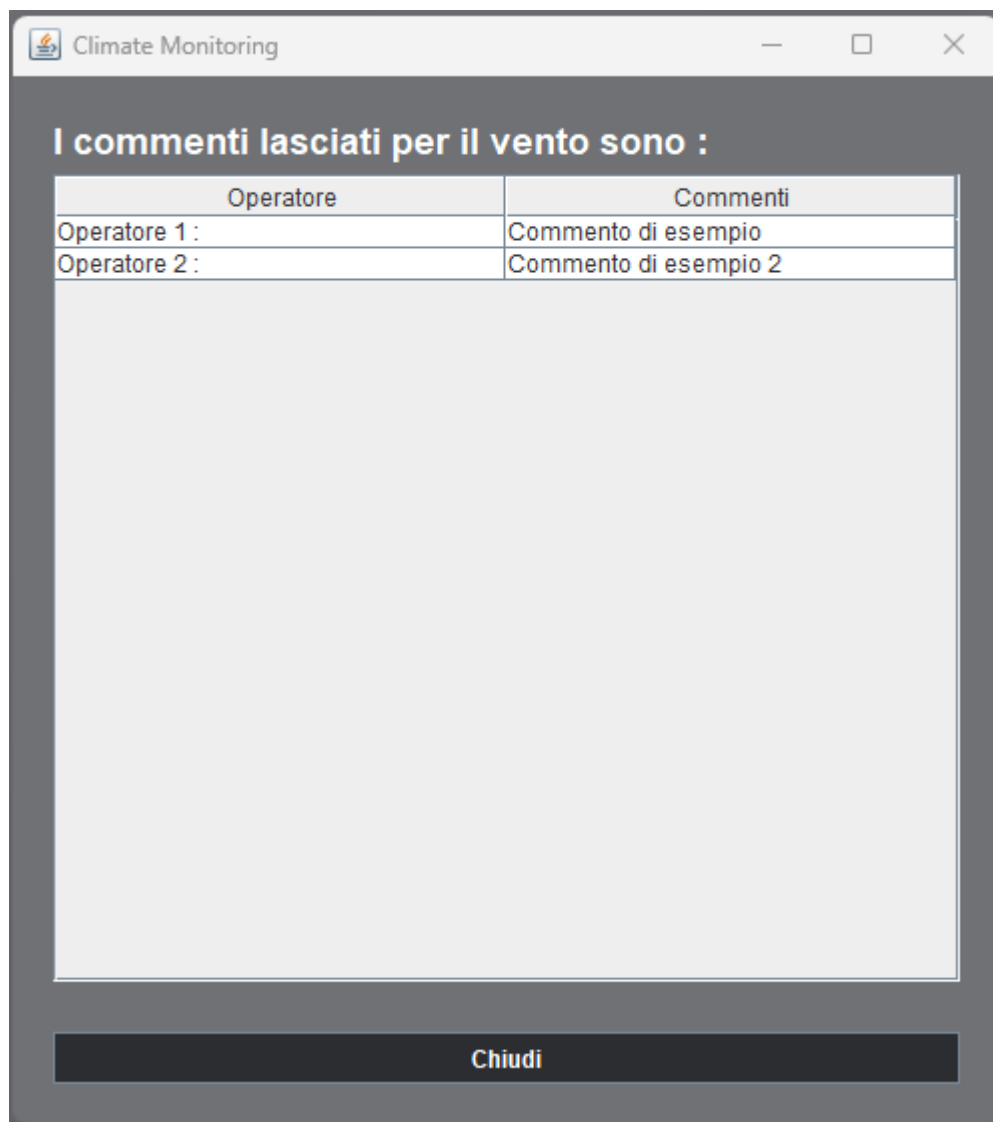 Climate Monitoring
I commenti lasciati per il vento sono :
Operatore Commenti
Operatore 1 : Commento di esempio
Operatore 2 : Commento di esempio 2
Chiudi